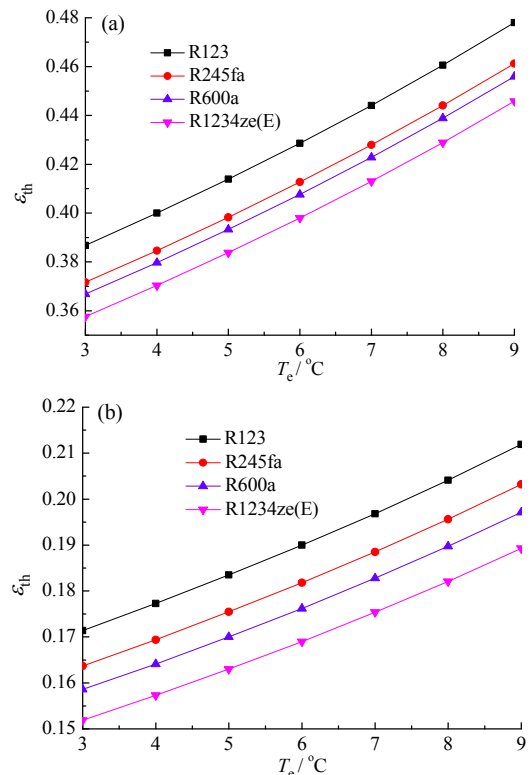 (a)
R123
R245fa
R600a
R1234ze(E)
0.48
0.46
0.44
0.42
0.40
0.38
0.36
εth
3 4 5 6 7 8 9
Te / °C
(b)
R123
R245fa
R600a
R1234ze(E)
0.22
0.21
0.20
0.19
0.18
0.17
0.16
0.15
εth
3 4 5 6 7 8 9
Te / °C